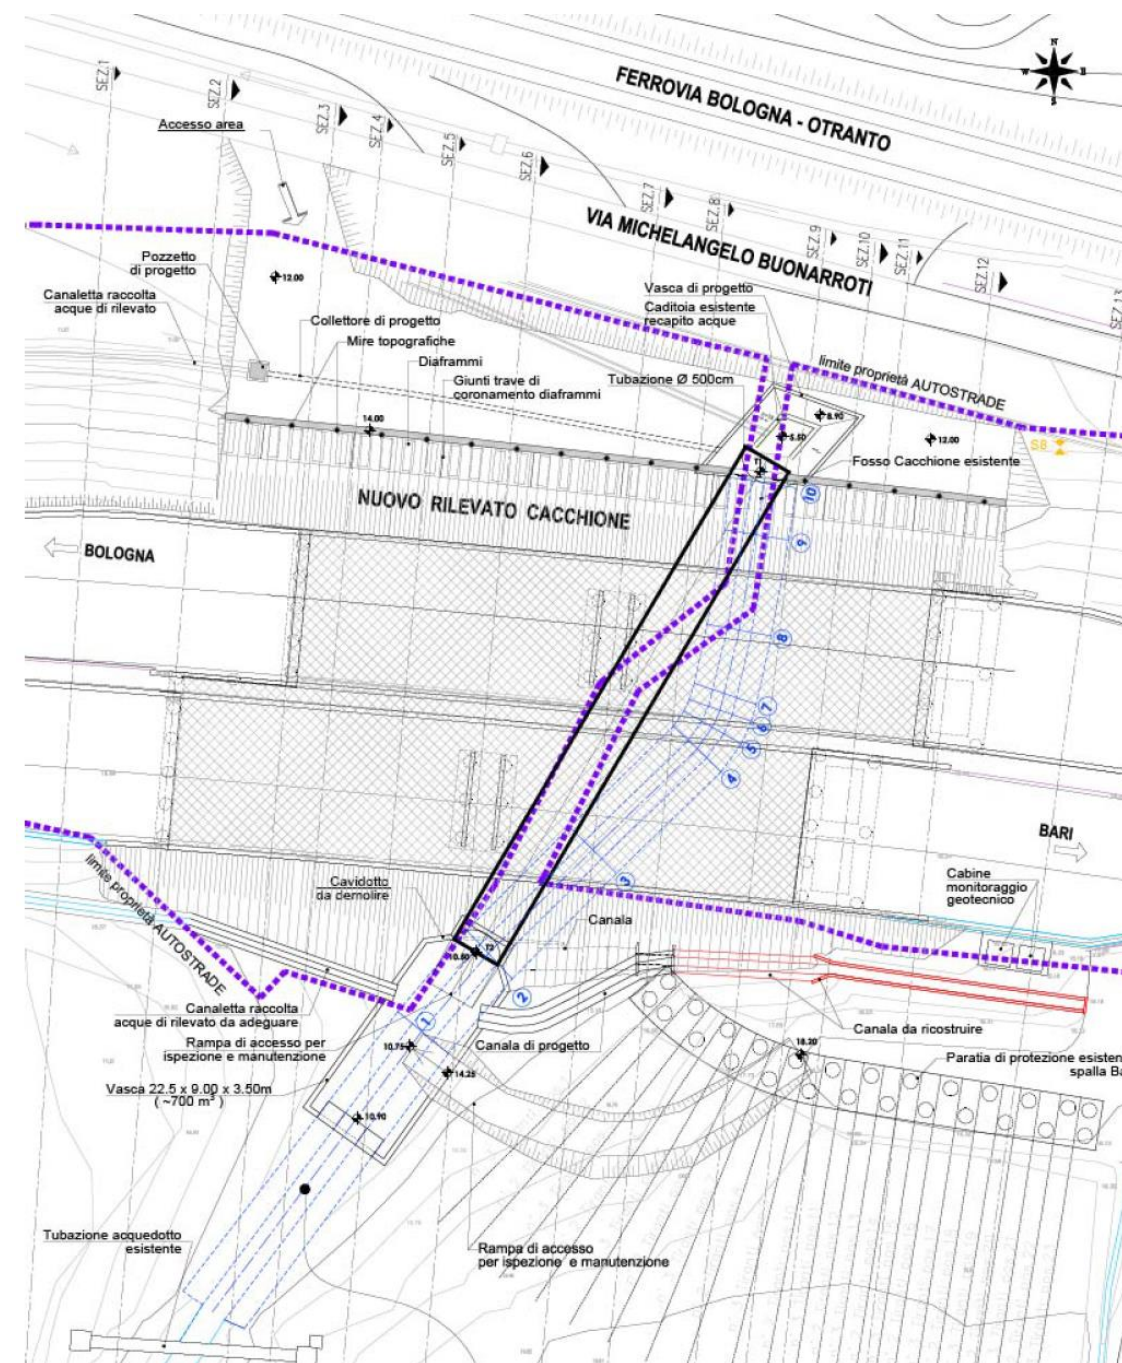 N
W
S
FERROVIA BOLOGNA - OTRANTO
SEZ.1
SEZ.2
SEZ.3
SEZ.4
SEZ.5
SEZ.6
SEZ.7
SEZ.8
SEZ.9
SEZ.10
SEZ.11
SEZ.12
Accesso area
VIA MICHELANGELO BUONARROTI
Pozzetto
di progetto
12.00
Canaletta raccolta
acque di rilevato
Vasca di progetto
Caditoia esistente
recapito acque
Collettore di progetto
Mire topografiche
Diaframmi
Giunti trave di
coronamento diaframmi
Tubazione Ø 500cm
limite proprietà AUTOSTRADE
14.00
8.90
5.50
12.00
S8
Fosso Cacchione esistente
T1
10
NUOVO RILEVATO CACCHIONE
9
BOLOGNA
8
7
6
5
4
BARI
3
limite proprietà AUTOSTRADE
Cavidotto
da demolire
Canala
Cabine
monitoraggio
geotecnico
T2
10.50
2
1
Canaletta raccolta
acque di rilevato da adeguare
Rampa di accesso per
ispezione e manutenzione
Canala di progetto
Canala da ricostruire
10.75
14.25
18.20
Paratia di protezione esisten
spalla Ba
Vasca 22.5 x 9.00 x 3.50m
( ~700 m³ )
10.90
Tubazione acquedotto
esistente
Rampa di accesso
per ispezione e manutenzione